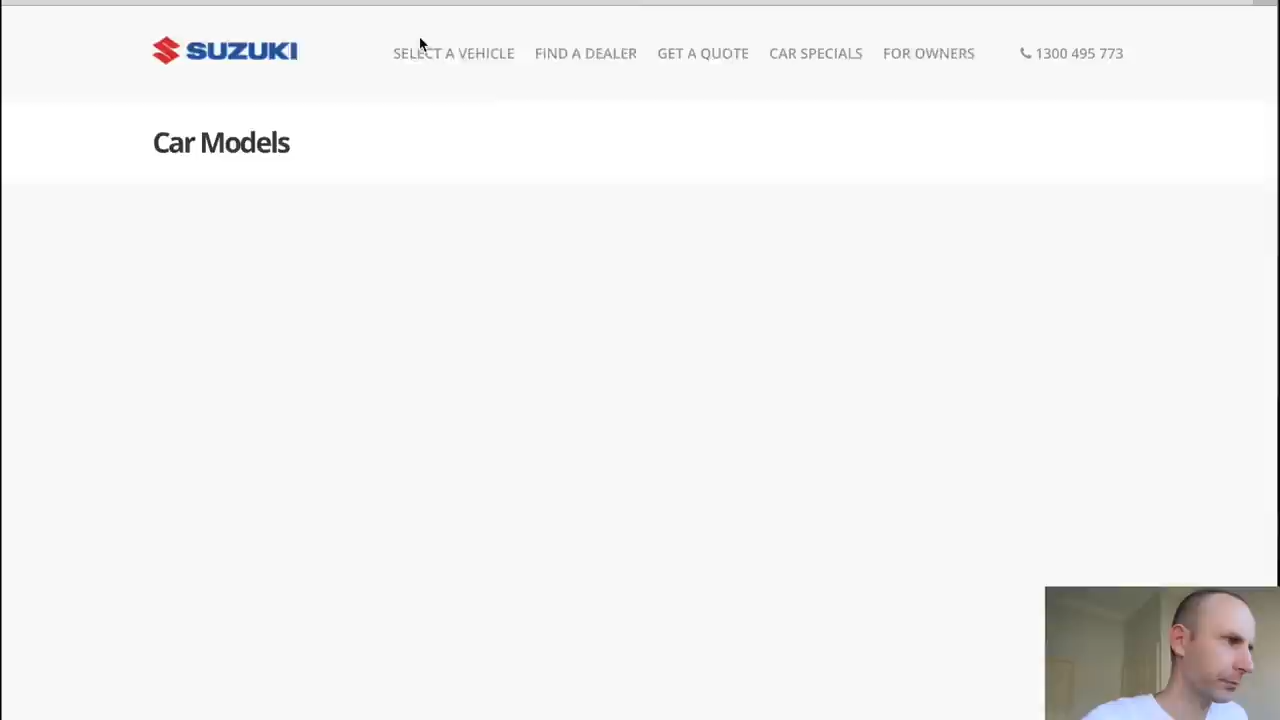 SUZUKI SELECT A VEHICLE FIND A DEALER GET A QUOTE CAR SPECIALS FOR OWNERS 1300 495 773
Car Models